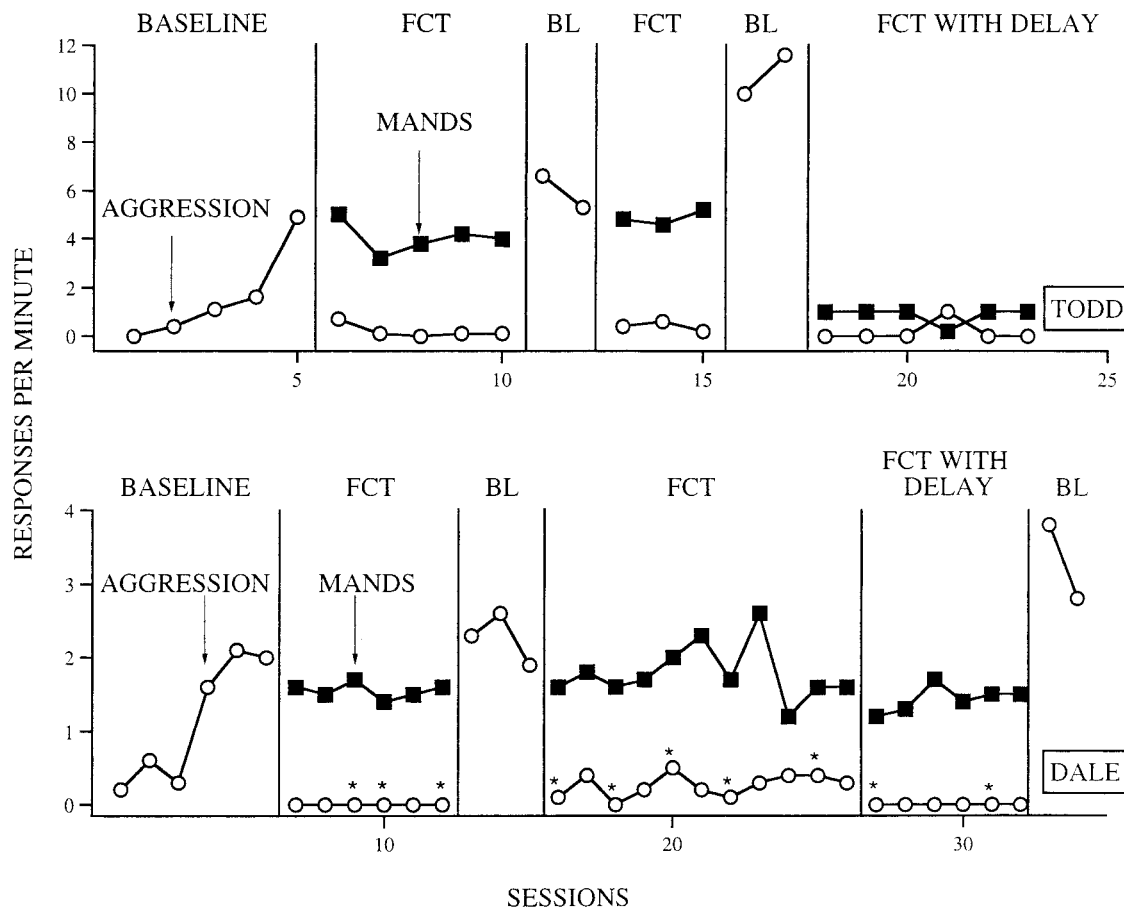 BASELINE FCT BL FCT BL FCT WITH DELAY
12
10
8
6
4
2
0
MANDS
AGGRESSION
TODD
5 10 15 20 25
RESPONSES PER MINUTE
BASELINE FCT BL FCT FCT WITH DELAY BL
4
3
2
1
0
AGGRESSION MANDS
* * * * * * * * * *
DALE
10 20 30
SESSIONS